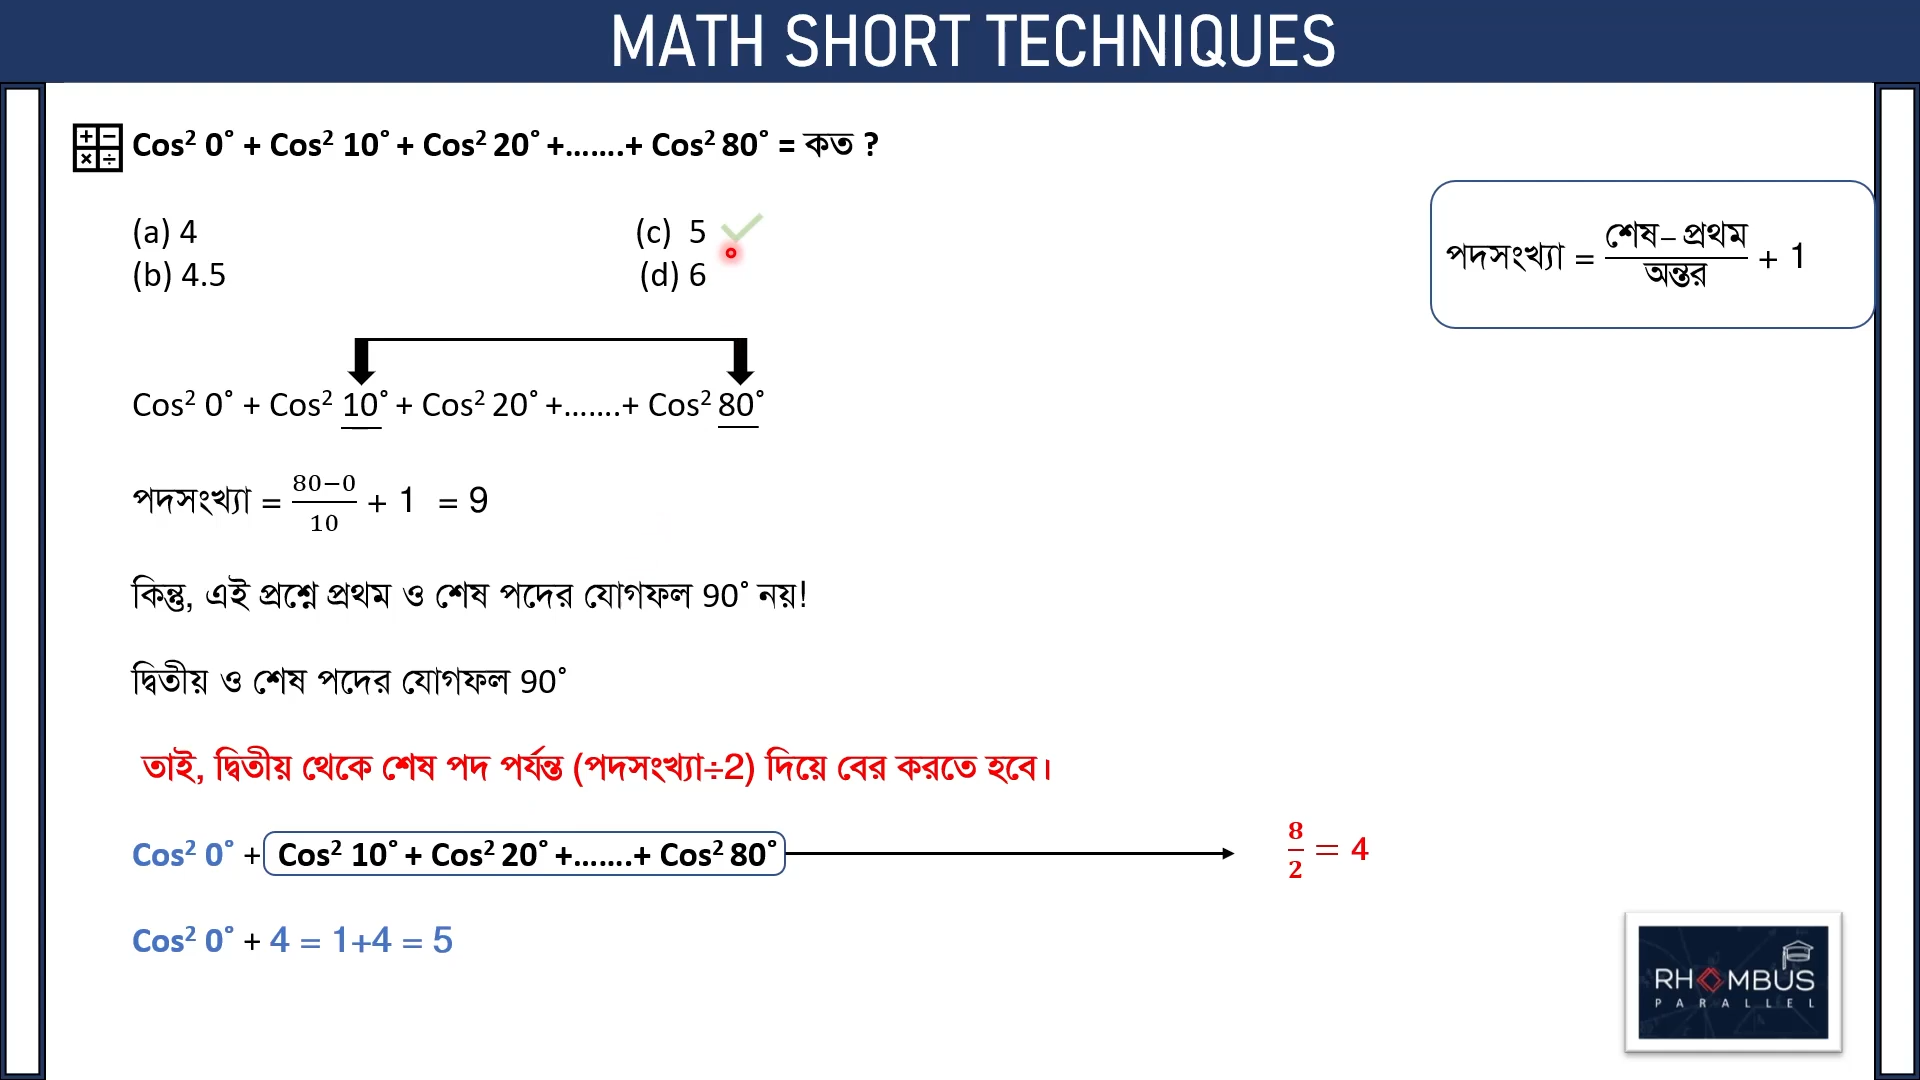 MATH SHORT TECHNIQUES
Cos² 0˚ + Cos² 10˚ + Cos² 20˚ +…….+ Cos² 80˚ = কত ?
(a) 4
(c) 5
(b) 4.5
(d) 6
পদসংখ্যা = শেষ– প্রথম / অন্তর + 1
Cos² 0˚ + Cos² 10˚ + Cos² 20˚ +…….+ Cos² 80˚
পদসংখ্যা = 80−0 / 10 + 1 = 9
কিন্তু, এই প্রশ্নে প্রথম ও শেষ পদের যোগফল 90˚ নয়!
দ্বিতীয় ও শেষ পদের যোগফল 90˚
তাই, দ্বিতীয় থেকে শেষ পদ পর্যন্ত (পদসংখ্যা÷2) দিয়ে বের করতে হবে।
Cos² 0˚ + Cos² 10˚ + Cos² 20˚ +…….+ Cos² 80˚
8 / 2 = 4
Cos² 0˚ + 4 = 1+4 = 5
RHOMBUS
PARALLEL